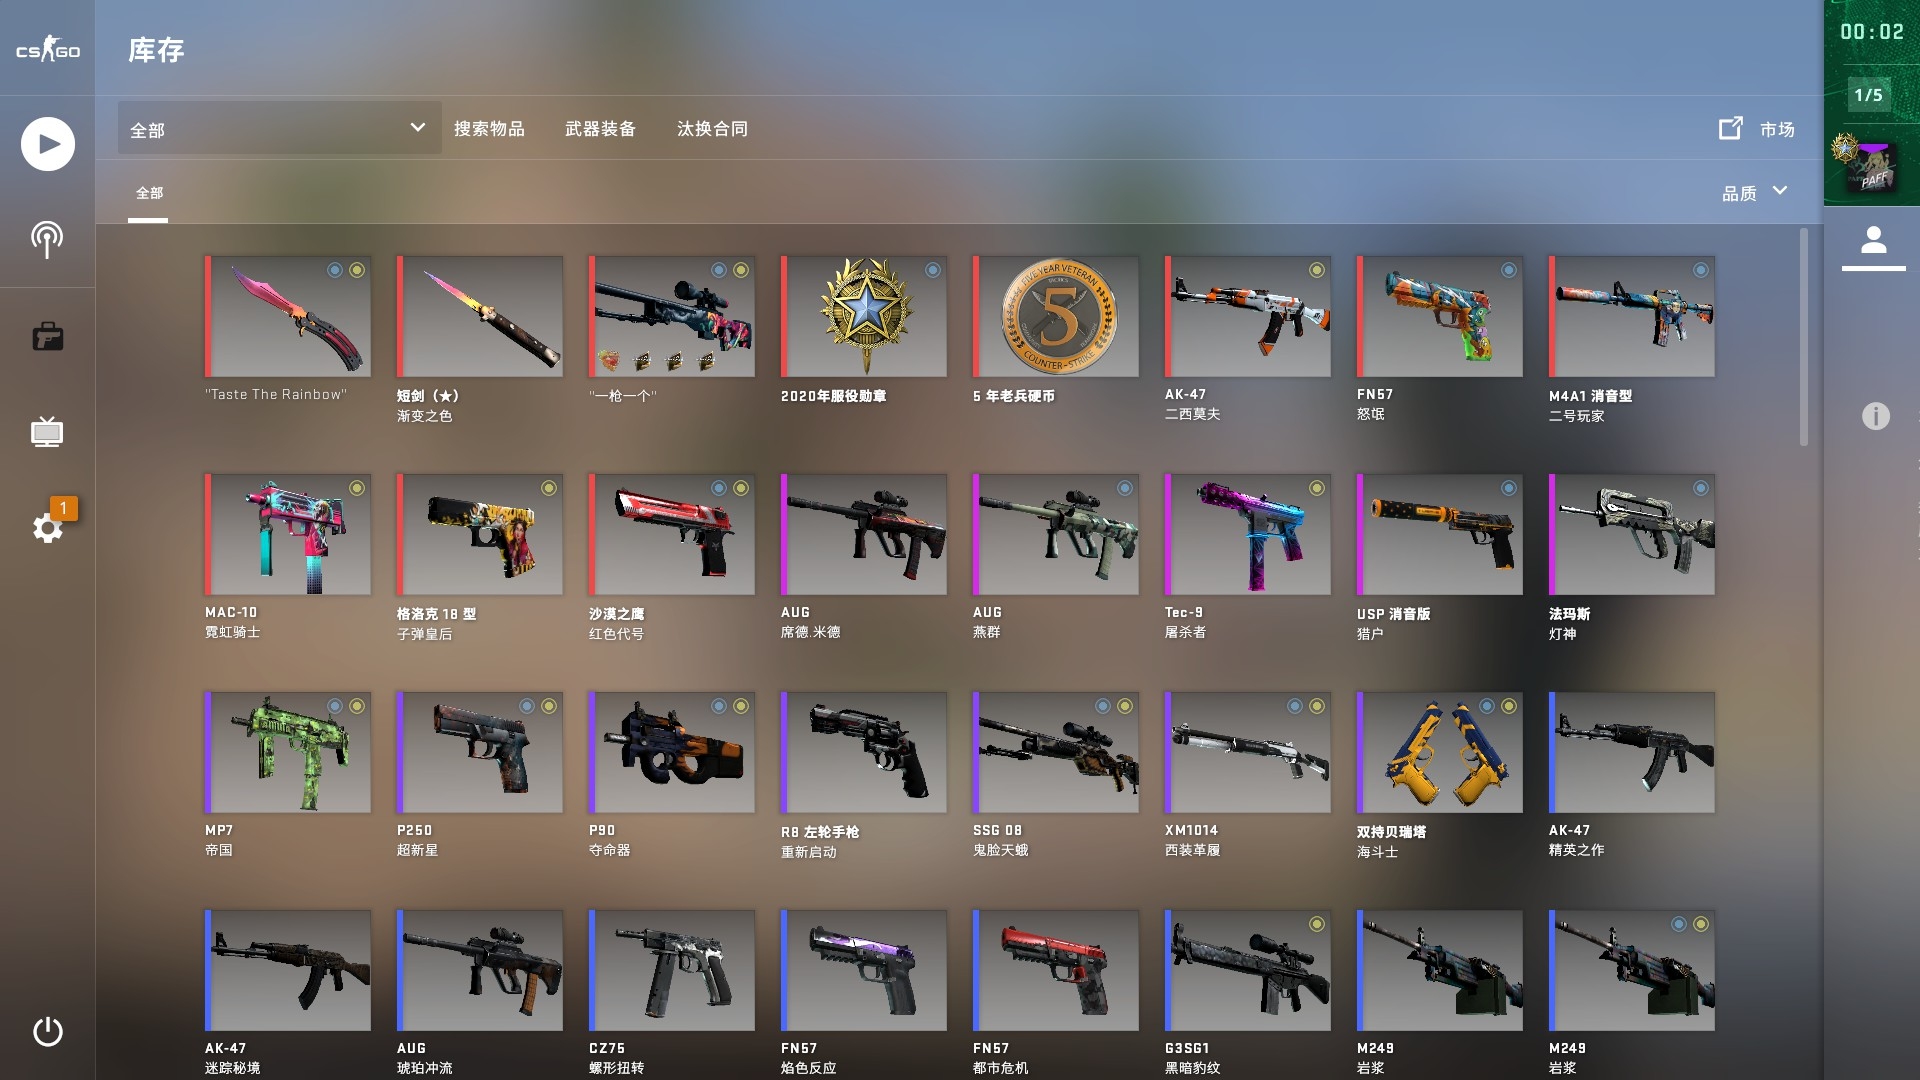 CS GO
库存
00:02
全部
搜索物品
武器装备
汰换合同
市场
1/5
全部
品质
PAFF
FIVE YEAR VETERAN
5
COUNTER-STRIKE
"Taste The Rainbow"
短剑（★）
渐变之色
"一枪一个"
2020年服役勋章
5 年老兵硬币
AK-47
二西莫夫
FN57
怒氓
M4A1 消音型
二号玩家
1
MAC-10
霓虹骑士
格洛克 18 型
子弹皇后
沙漠之鹰
红色代号
AUG
席德.米德
AUG
燕群
Tec-9
屠杀者
USP 消音版
猎户
法玛斯
灯神
MP7
帝国
P250
超新星
P90
夺命器
R8 左轮手枪
重新启动
SSG 08
鬼脸天蛾
XM1014
西装革履
双持贝瑞塔
海斗士
AK-47
精英之作
AK-47
迷踪秘境
AUG
琥珀冲流
CZ75
螺形扭转
FN57
焰色反应
FN57
都市危机
G3SG1
黑暗豹纹
M249
岩浆
M249
岩浆